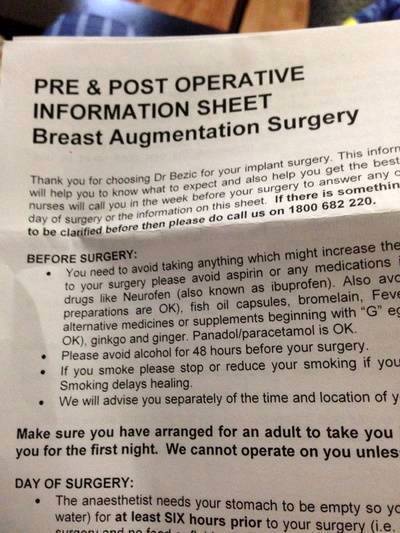 PRE & POST OPERATIVE
INFORMATION SHEET
Breast Augmentation Surgery
Thank you for choosing Dr Bezic for your implant surgery. This
will help you to know what to expect and also help you get the best
nurses will call you in the week before your surgery to answer any
day of surgery or the information on this sheet. If there is
to be clarified before then please do call us on 1800 682 220.
BEFORE SURGERY:
• You need to avoid taking anything which might increase the
to your surgery please avoid aspirin or any medications
drugs like Neurofen (also known as ibuprofen). Also
preparations are OK), fish oil capsules, bromelain,
alternative medicines or supplements beginning with "G"
OK), ginkgo and ginger. Panadol/paracetamol is OK.
• Please avoid alcohol for 48 hours before your surgery.
• If you smoke please stop or reduce your smoking if you
Smoking delays healing.
• We will advise you separately of the time and location of
Make sure you have arranged for an adult to take you
you for the first night. We cannot operate on you
DAY OF SURGERY:
• The anaesthetist needs your stomach to be empty so
water) for at least SIX hours prior to your surgery (i.e.
surgery and no food